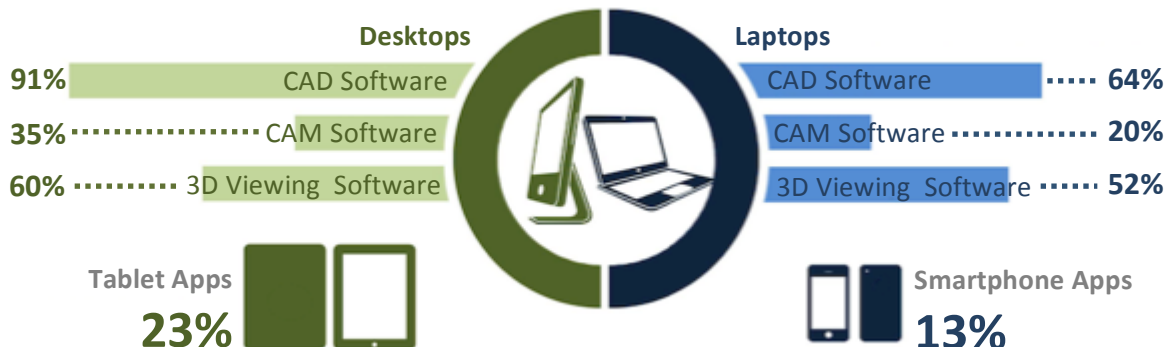 Desktops
Laptops
91% CAD Software
CAD Software 64%
35% CAM Software
CAM Software 20%
60% 3D Viewing Software
3D Viewing Software 52%
Tablet Apps
23%
Smartphone Apps
13%